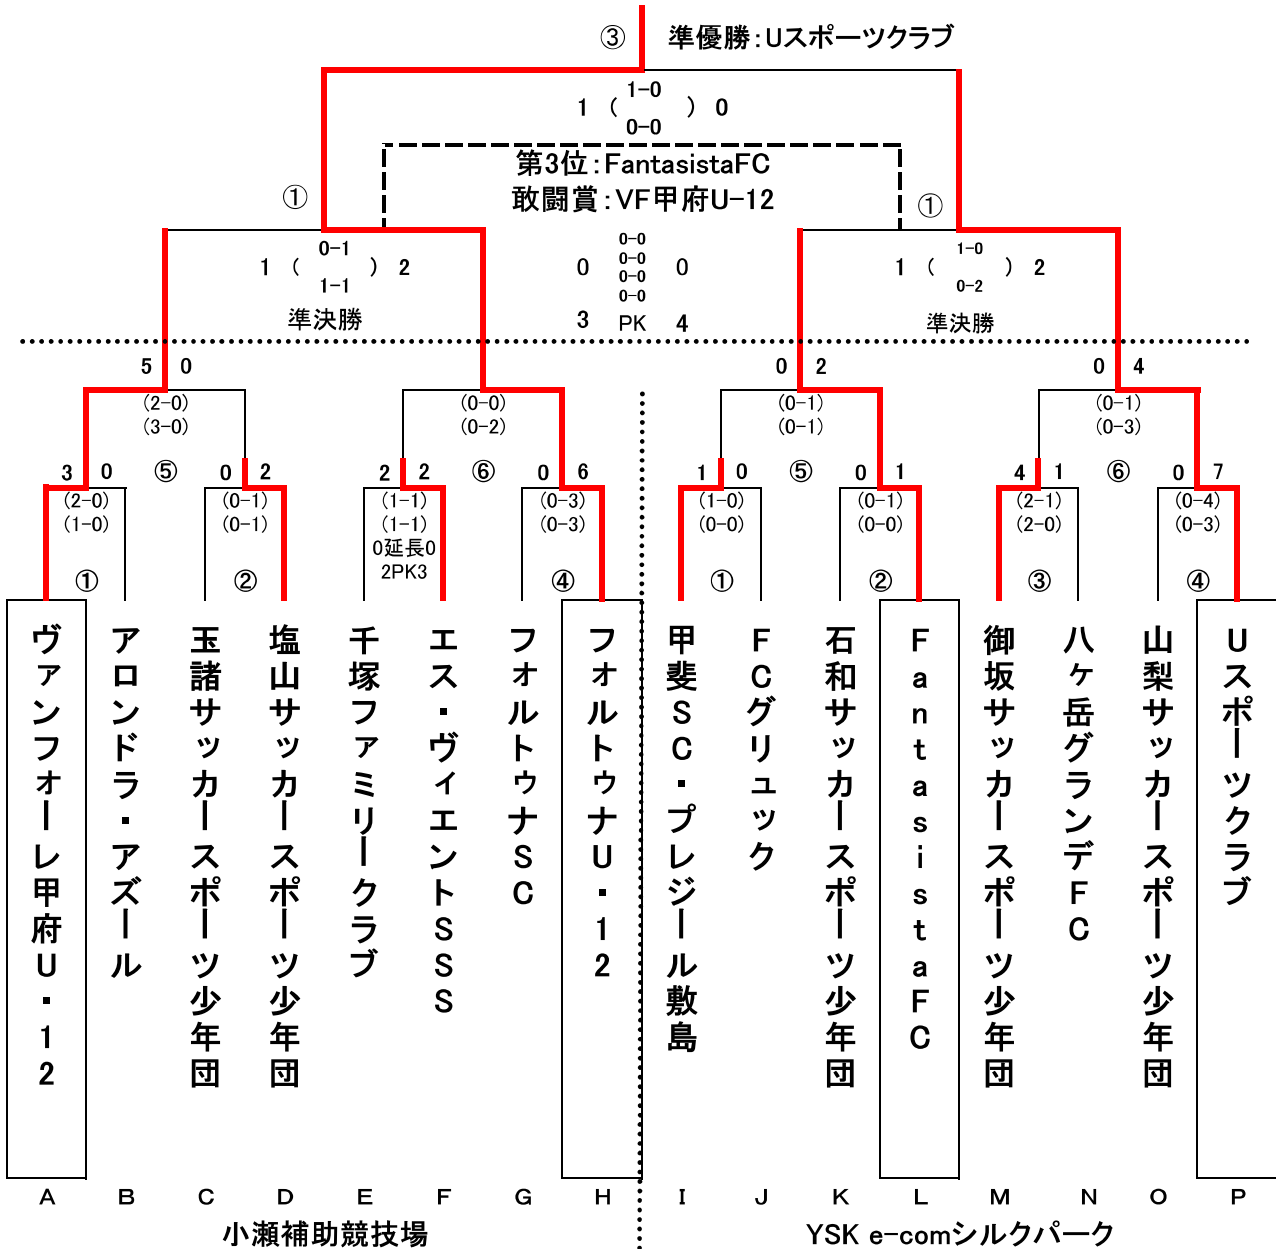 ③ 準優勝：Uスポーツクラブ
1-0
1 ( ) 0
0-0
第3位：FantasistaFC
敢闘賞：VF甲府U-12
① ①
0-1
1 ( ) 2
1-1
準決勝
0-0
0-0
0 0
0-0
0-0
3 PK 4
1-0
1 ( ) 2
0-2
準決勝
5 0
(2-0)
(3-0)
⑤
(0-0)
(0-2)
⑥
0 2
(0-1)
(0-1)
⑤
0 4
(0-1)
(0-3)
⑥
3 0
(2-0)
(1-0)
①
0 2
(0-1)
(0-1)
②
2 2
(1-1)
(1-1)
0延長0
2PK3
0 6
(0-3)
(0-3)
④
1 0
(1-0)
(0-0)
①
0 1
(0-1)
(0-0)
②
4 1
(2-1)
(2-0)
③
0 7
(0-4)
(0-3)
④
ヴァンフォーレ甲府U・12
アロンドラ・アズール
玉諸サッカースポーツ少年団
塩山サッカースポーツ少年団
千塚ファミリークラブ
エス・ヴィエントSSS
フォルトゥナSC
フォルトゥナU・12
甲斐SC・プレジール敷島
FCグリュック
石和サッカースポーツ少年団
FantasistaFC
御坂サッカースポーツ少年団
八ヶ岳グランデFC
山梨サッカースポーツ少年団
Uスポーツクラブ
A B C D E F G H I J K L M N O P
小瀬補助競技場 YSK e-comシルクパーク